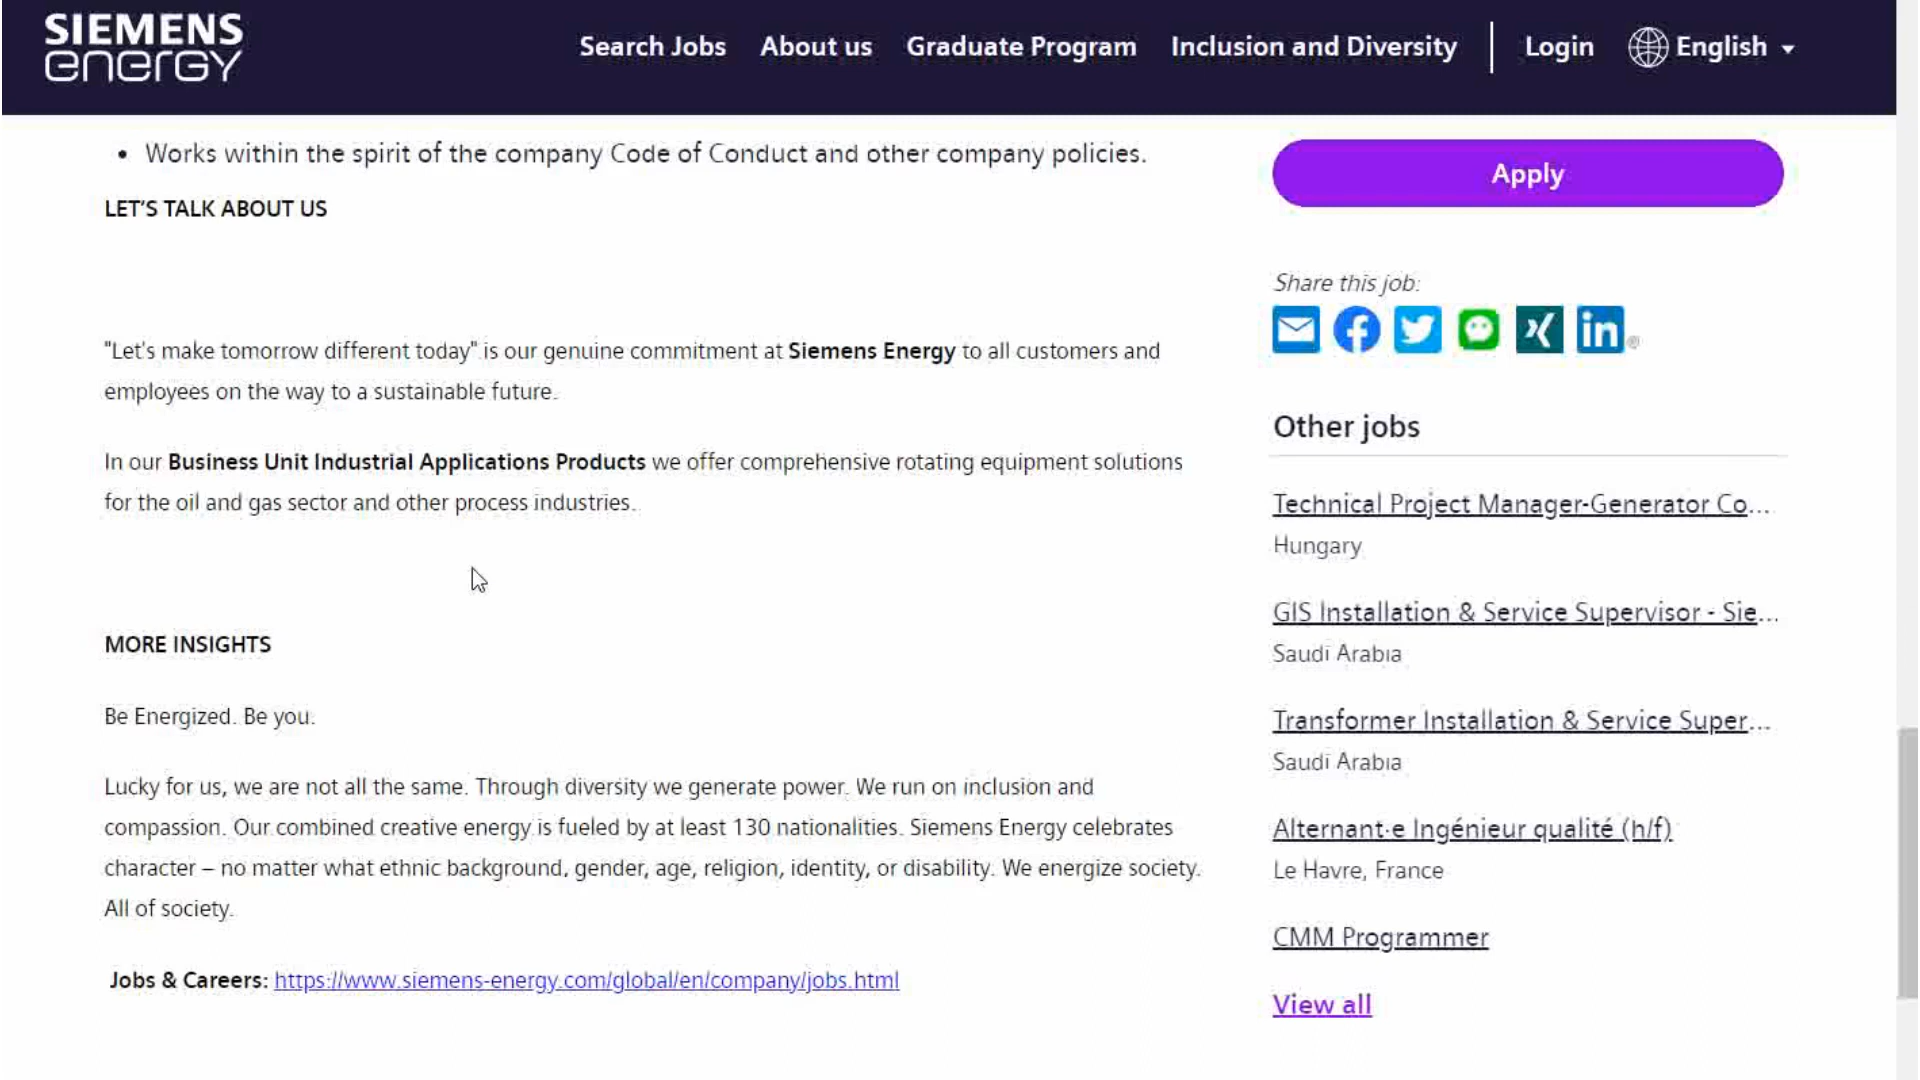 SIEMENS
energy
Search Jobs
About us
Graduate Program
Inclusion and Diversity
Login
English
• Works within the spirit of the company Code of Conduct and other company policies.
LET'S TALK ABOUT US
"Let's make tomorrow different today" is our genuine commitment at Siemens Energy to all customers and
employees on the way to a sustainable future.
In our Business Unit Industrial Applications Products we offer comprehensive rotating equipment solutions
for the oil and gas sector and other process industries.
MORE INSIGHTS
Be Energized. Be you.
Lucky for us, we are not all the same. Through diversity we generate power. We run on inclusion and
compassion. Our combined creative energy is fueled by at least 130 nationalities. Siemens Energy celebrates
character – no matter what ethnic background, gender, age, religion, identity, or disability. We energize society.
All of society.
Jobs & Careers: https://www.siemens-energy.com/global/en/company/jobs.html
Apply
Share this job:
in
®
Other jobs
Technical Project Manager-Generator Co...
Hungary
GIS Installation & Service Supervisor - Sie...
Saudi Arabia
Transformer Installation & Service Super...
Saudi Arabia
Alternant·e Ingénieur qualité (h/f)
Le Havre, France
CMM Programmer
View all